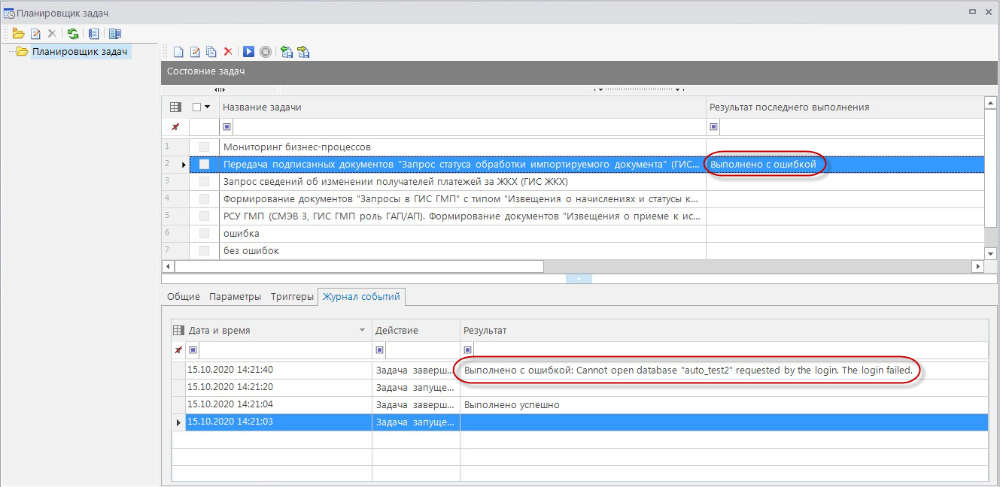 Планировщик задач
Планировщик задач
Состояние задач
Название задачи Результат последнего выполнения
1 Мониторинг бизнес-процессов
2 Передача подписанных документов "Запрос статуса обработки импортируемого документа" (ГИС... Выполнено с ошибкой
3 Запрос сведений об изменении получателей платежей за ЖКХ (ГИС ЖКХ)
4 Формирование документов "Запросы в ГИС ГМП" с типом "Извещения о начислениях и статусы к...
5 РСУ ГМП (СМЭВ 3, ГИС ГМП роль ГАП/АП). Формирование документов "Извещения о приеме к ис...
6 ошибка
7 без ошибок
Общие Параметры Триггеры Журнал событий
Дата и время Действие Результат
15.10.2020 14:21:40 Задача заверш... Выполнено с ошибкой: Cannot open database "auto_test2" requested by the login. The login failed.
15.10.2020 14:21:20 Задача запуще...
15.10.2020 14:21:04 Задача заверш... Выполнено успешно
15.10.2020 14:21:03 Задача запуще...